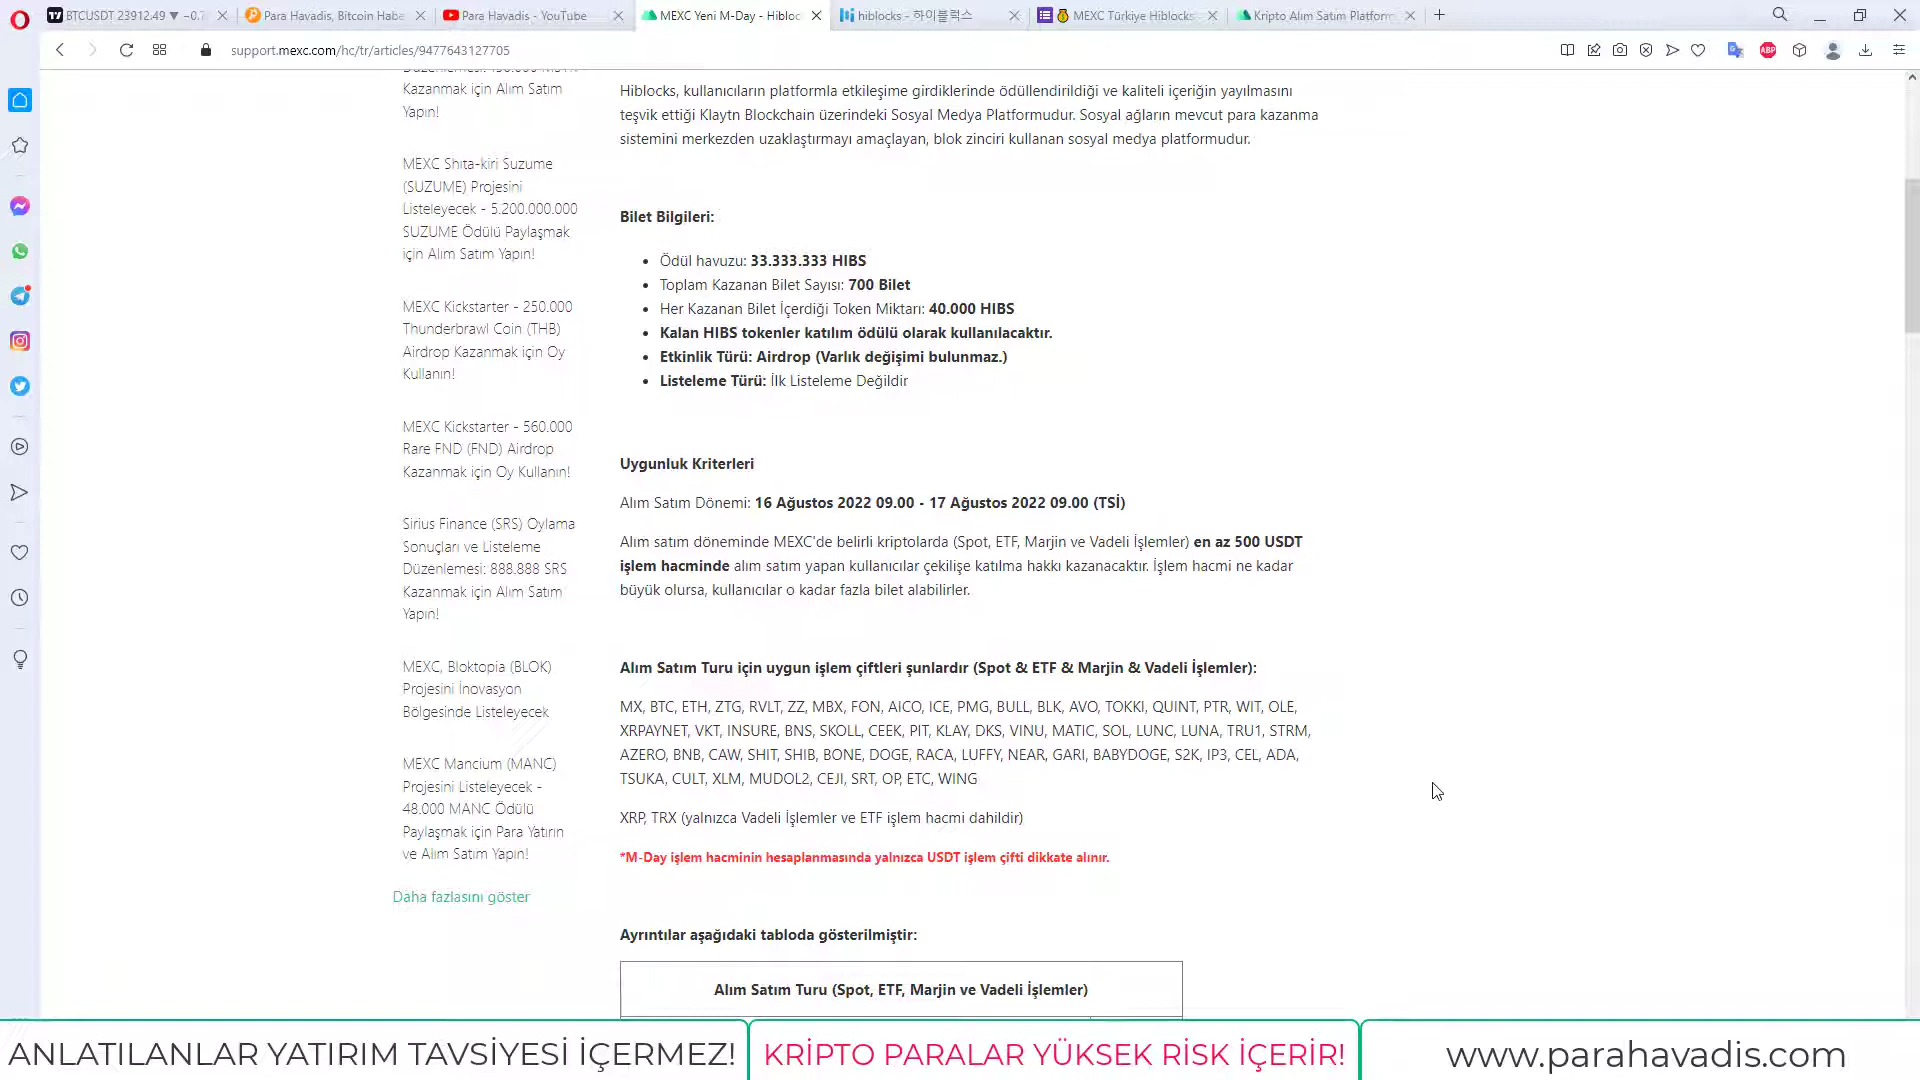 BTCUSDT 23912.49 ▼ −0.7
Para Havadis, Bitcoin Habe
Para Havadis - YouTube
MEXC Yeni M-Day - Hibloc
hiblocks - 하이블럭스
MEXC Türkiye Hiblocks
Kripto Alım Satım Platform
support.mexc.com/hc/tr/articles/9477643127705
Kazanmak için Alım Satım
Yapın!
MEXC Shita-kiri Suzume
(SUZUME) Projesini
Listeleyecek - 5.200.000.000
SUZUME Ödülü Paylaşmak
için Alım Satım Yapın!
MEXC Kickstarter - 250.000
Thunderbrawl Coin (THB)
Airdrop Kazanmak için Oy
Kullanın!
MEXC Kickstarter - 560.000
Rare FND (FND) Airdrop
Kazanmak için Oy Kullanın!
Sirius Finance (SRS) Oylama
Sonuçları ve Listeleme
Düzenlemesi: 888.888 SRS
Kazanmak için Alım Satım
Yapın!
MEXC, Bloktopia (BLOK)
Projesini İnovasyon
Bölgesinde Listeleyecek
MEXC Mancium (MANC)
Projesini Listeleyecek -
48.000 MANC Ödülü
Paylaşmak için Para Yatırın
ve Alım Satım Yapın!
Daha fazlasını göster
Hiblocks, kullanıcıların platformla etkileşime girdiklerinde ödüllendirildiği ve kaliteli içeriğin yayılmasını
teşvik ettiği Klaytn Blockchain üzerindeki Sosyal Medya Platformudur. Sosyal ağların mevcut para kazanma
sistemini merkezden uzaklaştırmayı amaçlayan, blok zinciri kullanan sosyal medya platformudur.
Bilet Bilgileri:
• Ödül havuzu: 33.333.333 HIBS
• Toplam Kazanan Bilet Sayısı: 700 Bilet
• Her Kazanan Bilet İçerdiği Token Miktarı: 40.000 HIBS
• Kalan HIBS tokenler katılım ödülü olarak kullanılacaktır.
• Etkinlik Türü: Airdrop (Varlık değişimi bulunmaz.)
• Listeleme Türü: İlk Listeleme Değildir
Uygunluk Kriterleri
Alım Satım Dönemi: 16 Ağustos 2022 09.00 - 17 Ağustos 2022 09.00 (TSİ)
Alım satım döneminde MEXC'de belirli kriptolarda (Spot, ETF, Marjin ve Vadeli İşlemler) en az 500 USDT
işlem hacminde alım satım yapan kullanıcılar çekilişe katılma hakkı kazanacaktır. İşlem hacmi ne kadar
büyük olursa, kullanıcılar o kadar fazla bilet alabilirler.
Alım Satım Turu için uygun işlem çiftleri şunlardır (Spot & ETF & Marjin & Vadeli İşlemler):
MX, BTC, ETH, ZTG, RVLT, ZZ, MBX, FON, AICO, ICE, PMG, BULL, BLK, AVO, TOKKI, QUINT, PTR, WIT, OLE,
XRPAYNET, VKT, INSURE, BNS, SKOLL, CEEK, PIT, KLAY, DKS, VINU, MATIC, SOL, LUNC, LUNA, TRU1, STRM,
AZERO, BNB, CAW, SHIT, SHIB, BONE, DOGE, RACA, LUFFY, NEAR, GARI, BABYDOGE, S2K, IP3, CEL, ADA,
TSUKA, CULT, XLM, MUDOL2, CEJI, SRT, OP, ETC, WING
XRP, TRX (yalnızca Vadeli İşlemler ve ETF işlem hacmi dahildir)
*M-Day işlem hacminin hesaplanmasında yalnızca USDT işlem çifti dikkate alınır.
Ayrıntılar aşağıdaki tabloda gösterilmiştir:
Alım Satım Turu (Spot, ETF, Marjin ve Vadeli İşlemler)
ANLATILANLAR YATIRIM TAVSİYESİ İÇERMEZ!
KRİPTO PARALAR YÜKSEK RİSK İÇERİR!
www.parahavadis.com